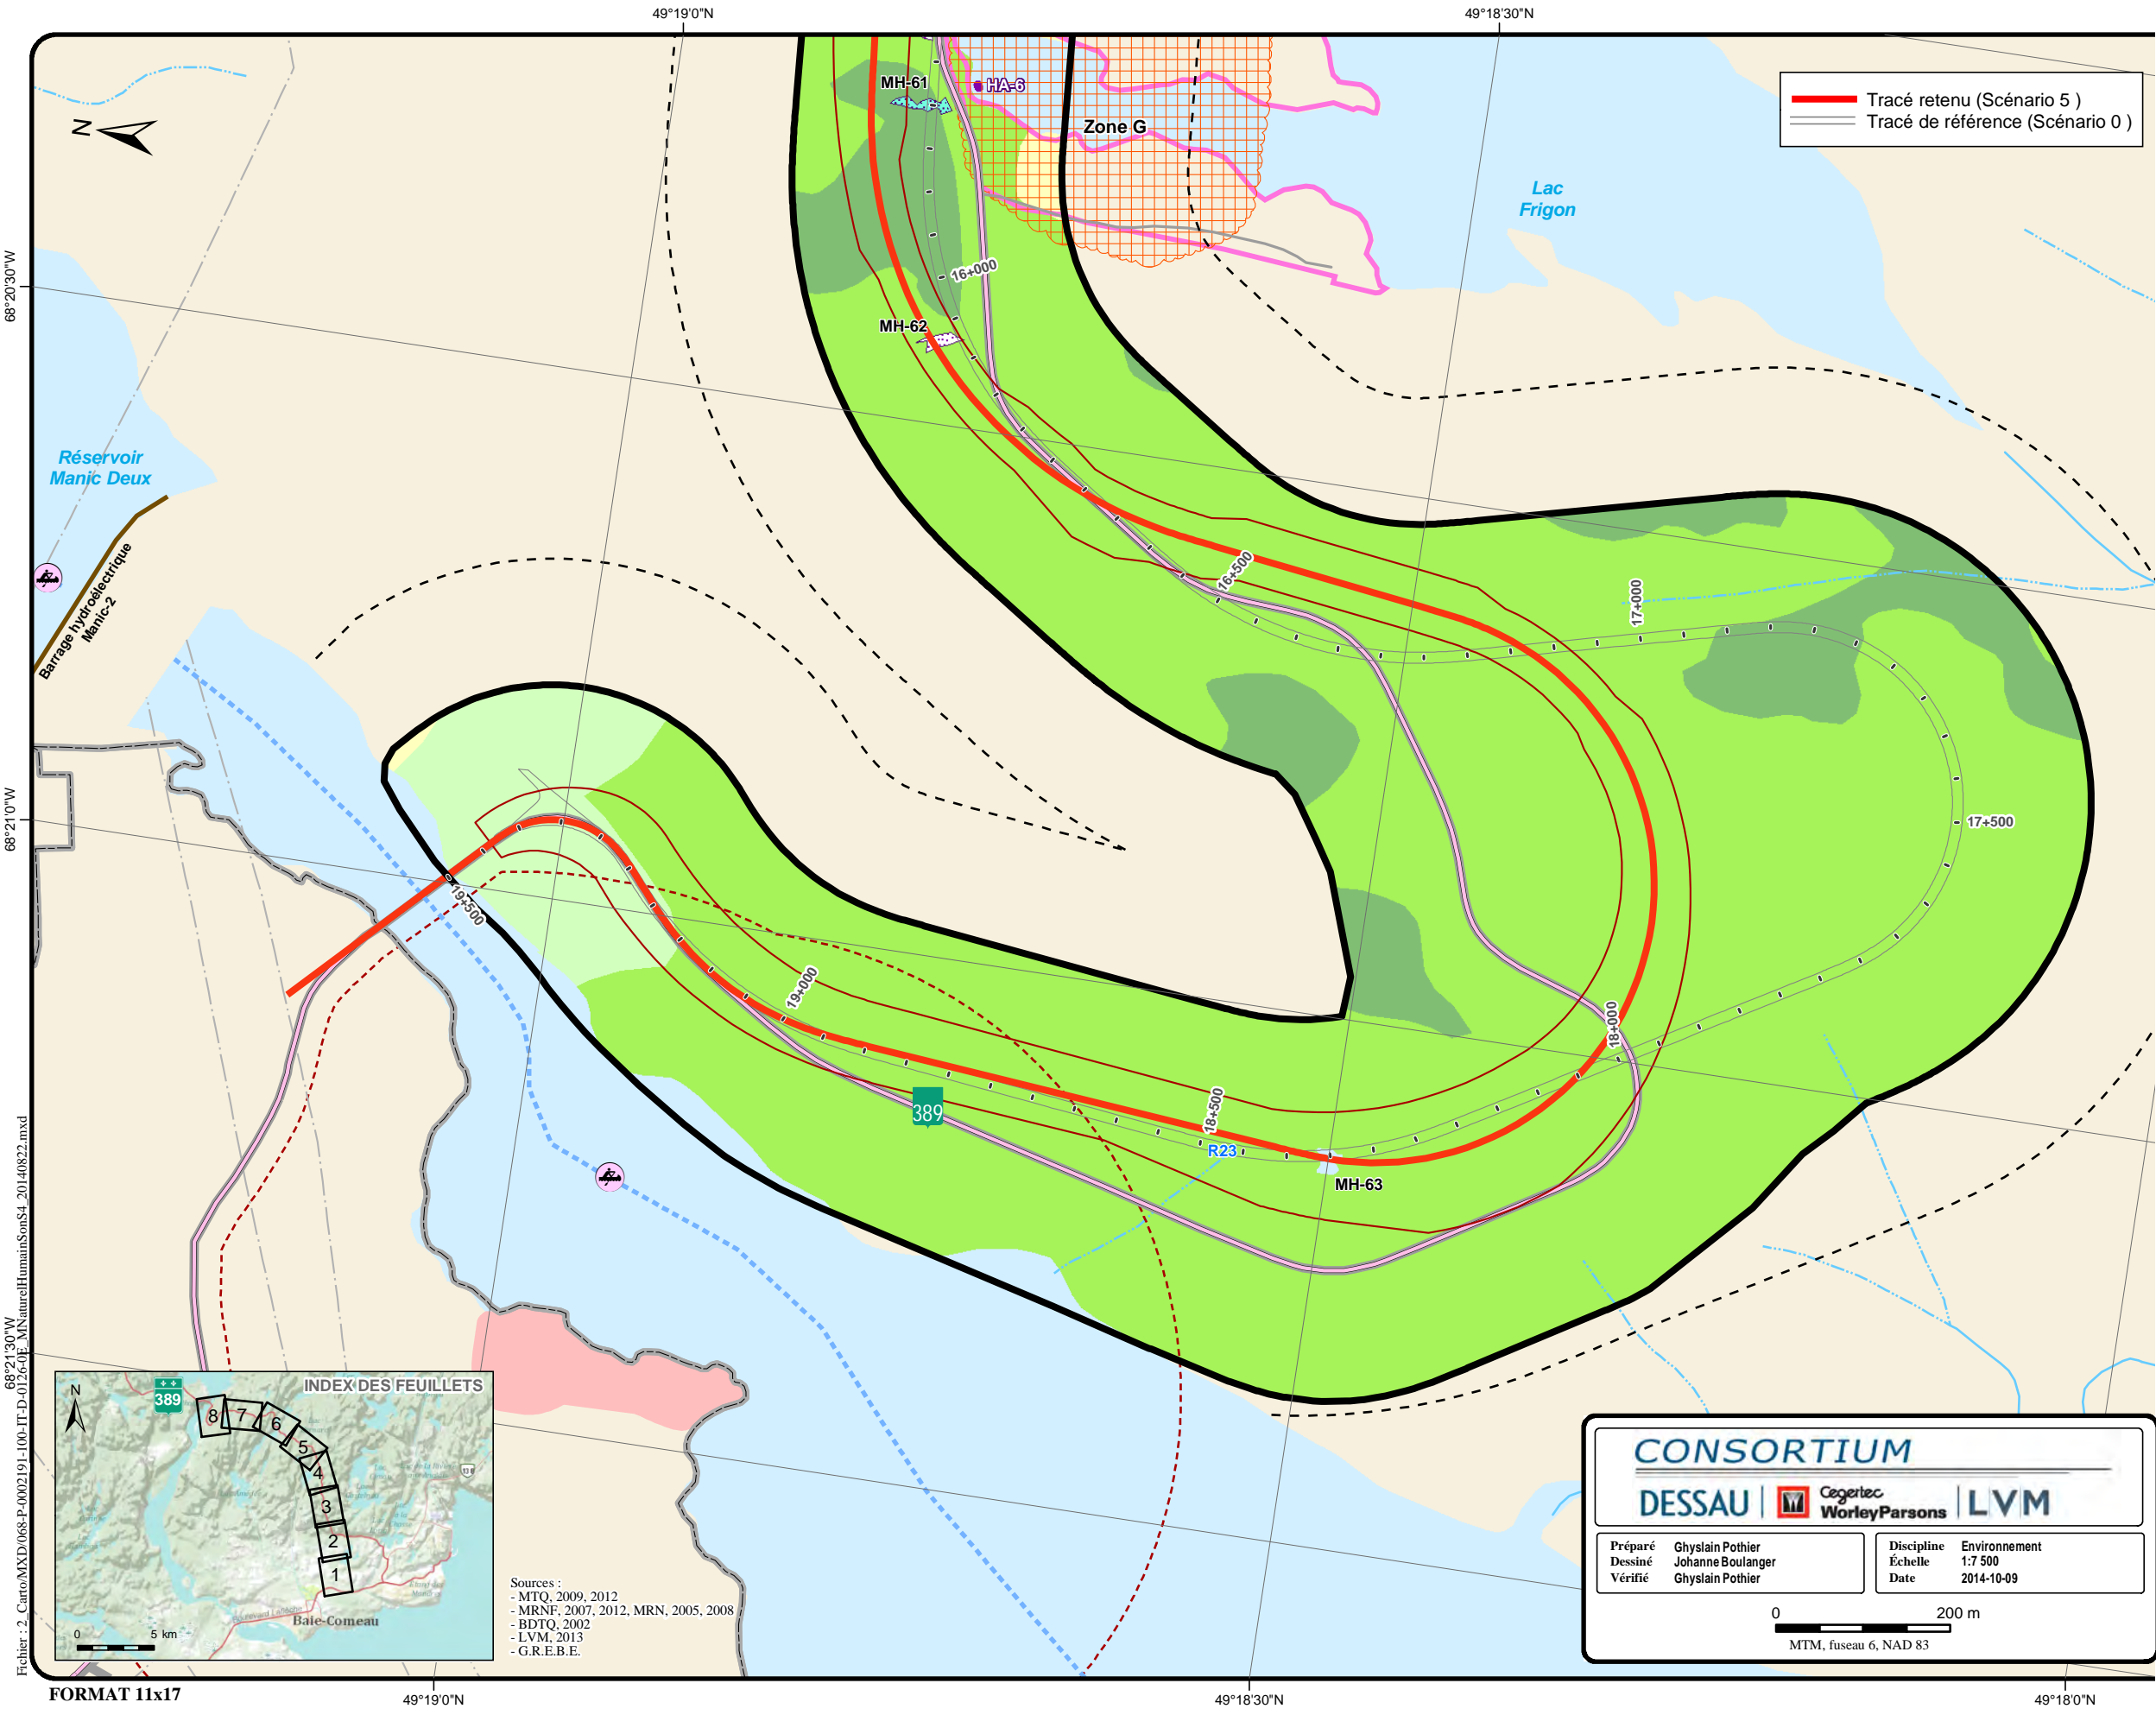 49°19'0"N
49°18'30"N
Tracé retenu (Scénario 5 )
Tracé de référence (Scénario 0 )
MH-61
HA-6
Zone G
N
Lac
Frigon
16+000
68°20'30"W
MH-62
Réservoir
Manic Deux
Barrage hydroélectrique
Manic-2
16+500
17+000
17+500
68°21'0"W
19+500
19+000
18+000
389
18+500
R23
MH-63
68°21'30"W
Fichier : 2_Carto/MXD/068-P-0002191-100-IT-D-0126-0E_MNaturelHumainSonS4_20140822.mxd
INDEX DES FEUILLETS
N
389
8
7
6
5
4
3
2
1
Boulevard Laflèche
Baie-Comeau
0 5 km
Sources :
- MTQ, 2009, 2012
- MRNF, 2007, 2012, MRN, 2005, 2008
- BDTQ, 2002
- LVM, 2013
- G.R.E.B.E.
CONSORTIUM
DESSAU
Cegertec
WorleyParsons
LVM
Préparé Ghyslain Pothier
Dessiné Johanne Boulanger
Vérifié Ghyslain Pothier
Discipline Environnement
Échelle 1:7 500
Date 2014-10-09
0 200 m
MTM, fuseau 6, NAD 83
FORMAT 11x17
49°19'0"N
49°18'30"N
49°18'0"N